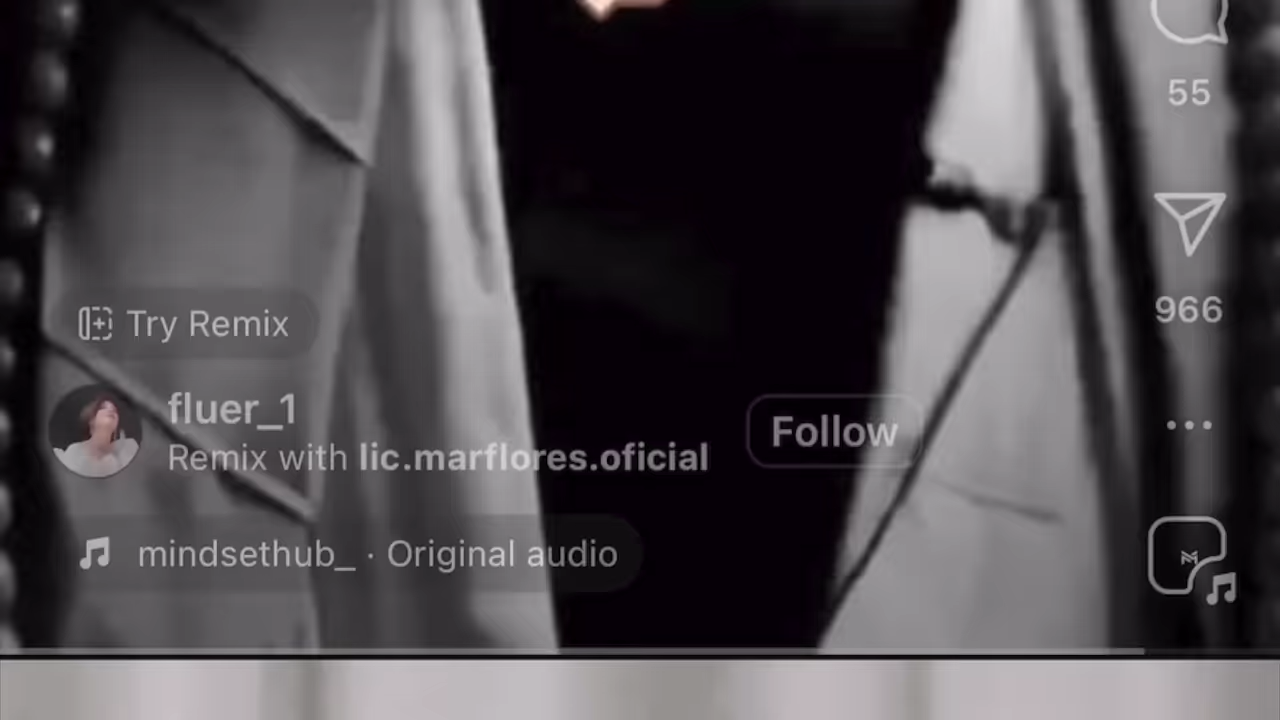 55
966
Try Remix
fluer_1
Remix with lic.marflores.oficial
Follow
mindsethub_ · Original audio